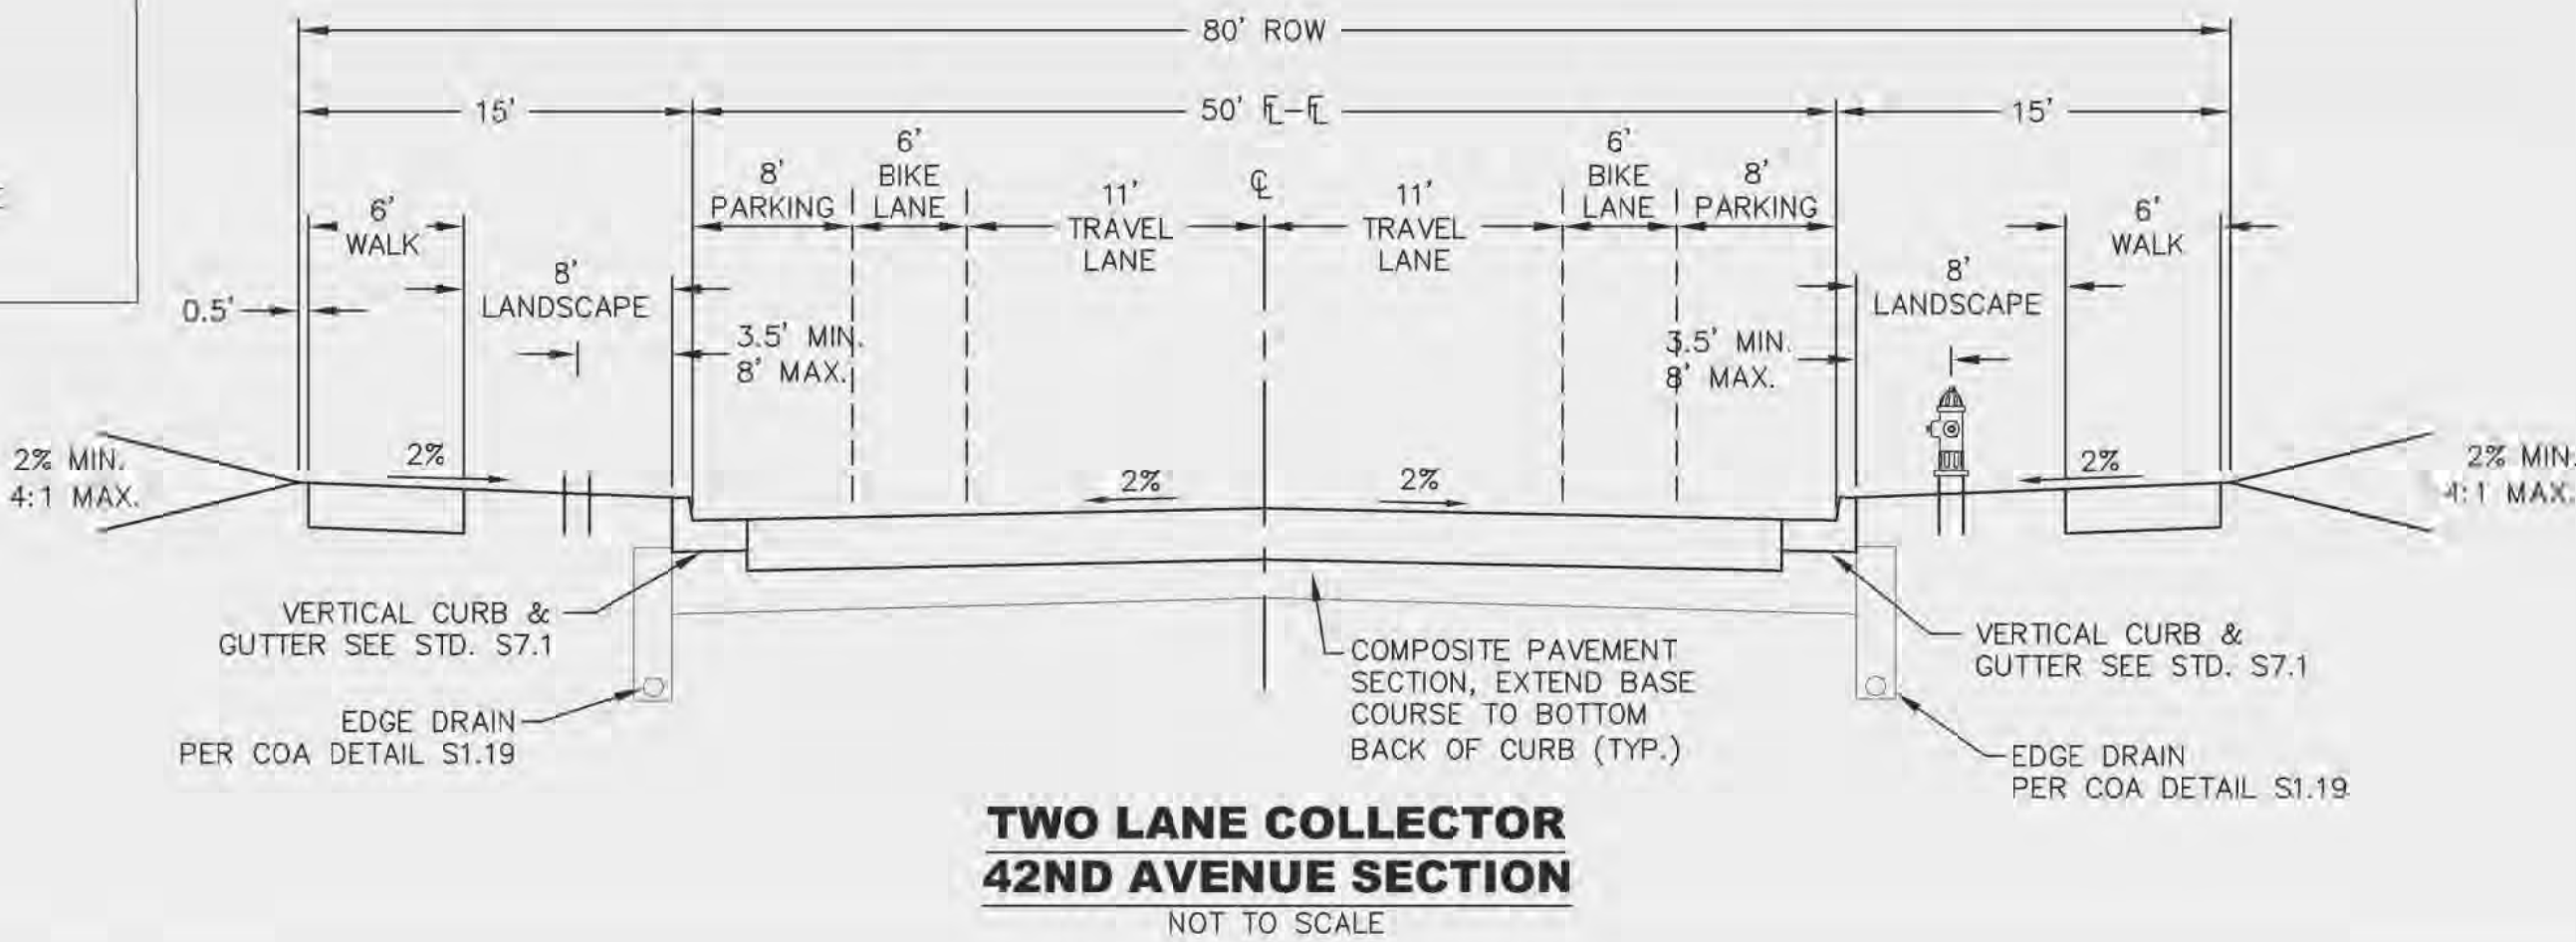 80' ROW
15'
50' FL-FL
15'
8'
PARKING
6'
BIKE
LANE
11'
TRAVEL
LANE
CL
11'
TRAVEL
LANE
6'
BIKE
LANE
8'
PARKING
6'
WALK
6'
WALK
8'
LANDSCAPE
8'
LANDSCAPE
0.5'
3.5' MIN.
8' MAX.
3.5' MIN.
8' MAX.
2% MIN.
4:1 MAX.
2%
2%
2%
2%
2% MIN.
4:1 MAX.
VERTICAL CURB &
GUTTER SEE STD. S7.1
EDGE DRAIN
PER COA DETAIL S1.19
COMPOSITE PAVEMENT
SECTION, EXTEND BASE
COURSE TO BOTTOM
BACK OF CURB (TYP.)
VERTICAL CURB &
GUTTER SEE STD. S7.1
EDGE DRAIN
PER COA DETAIL S1.19
TWO LANE COLLECTOR
42ND AVENUE SECTION
NOT TO SCALE